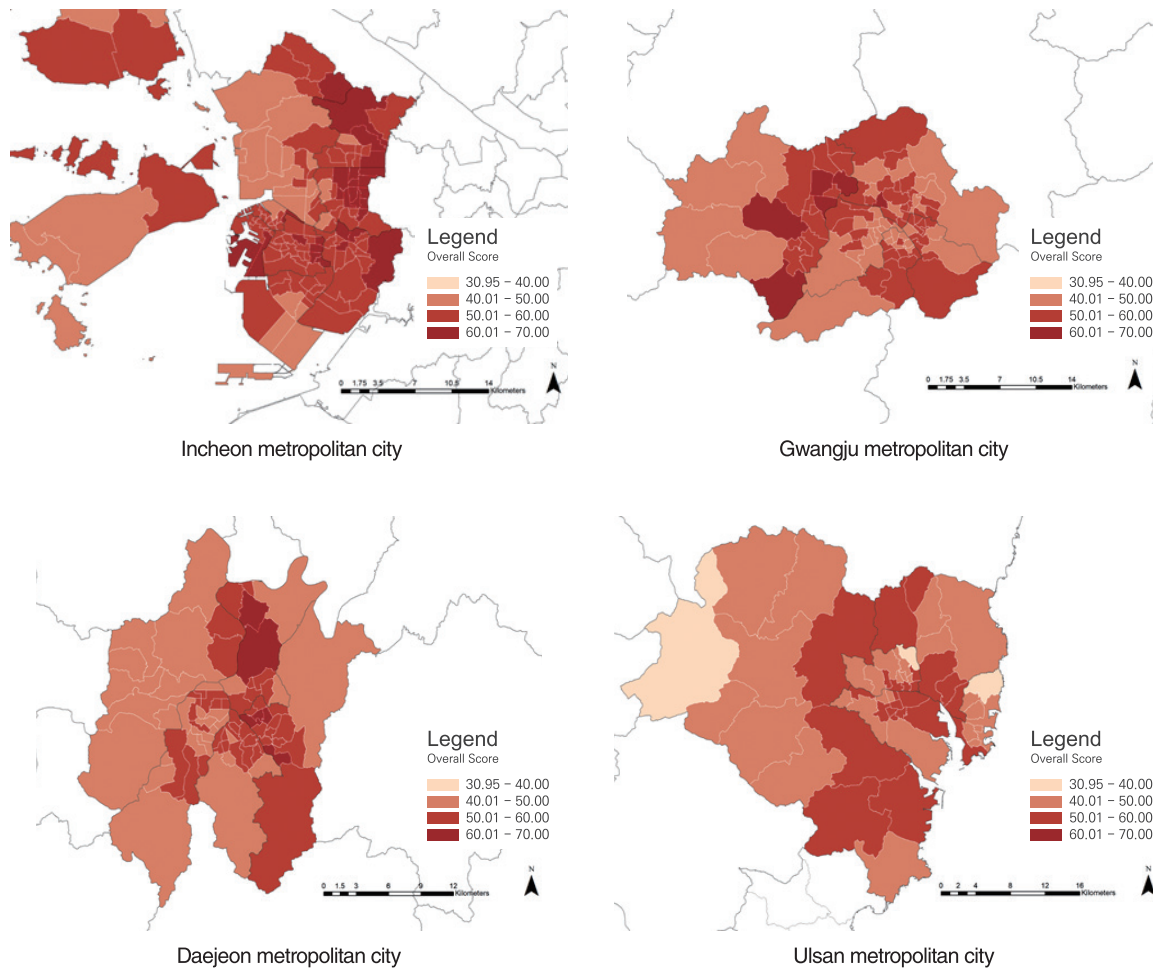 Legend
Overall Score
30.95 – 40.00
40.01 – 50.00
50.01 – 60.00
60.01 – 70.00
N
0 1.75 3.5 7 10.5 14
Kilometers
Incheon metropolitan city
Legend
Overall Score
30.95 – 40.00
40.01 – 50.00
50.01 – 60.00
60.01 – 70.00
N
0 1.75 3.5 7 10.5 14
Kilometers
Gwangju metropolitan city
Legend
Overall Score
30.95 – 40.00
40.01 – 50.00
50.01 – 60.00
60.01 – 70.00
N
0 1.5 3 6 9 12
Kilometers
Daejeon metropolitan city
Legend
Overall Score
30.95 – 40.00
40.01 – 50.00
50.01 – 60.00
60.01 – 70.00
N
0 2 4 8 12 16
Kilometers
Ulsan metropolitan city